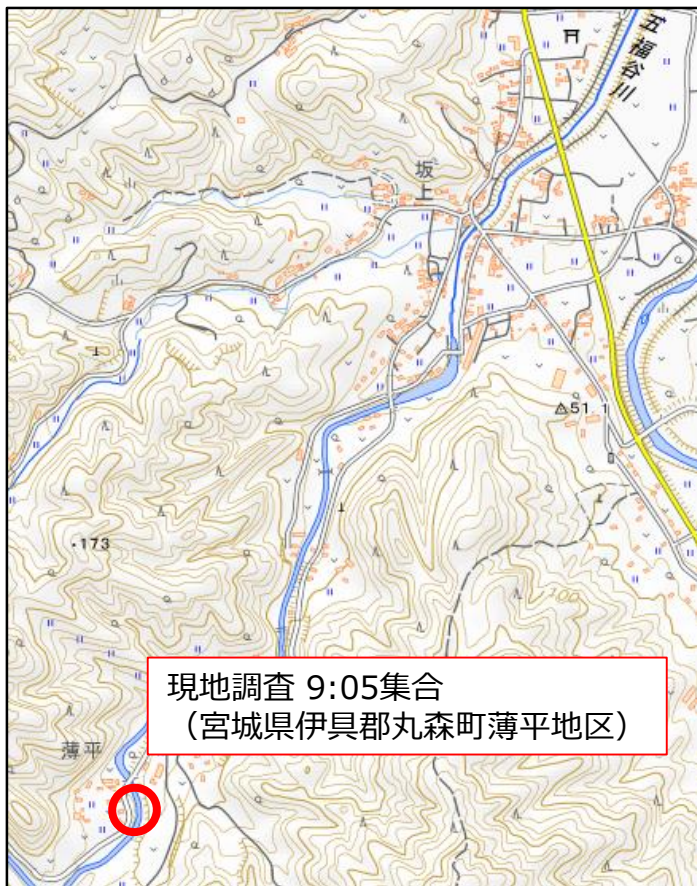 五福谷川
坂上
51.1
・173
100
現地調査 9:05集合
（宮城県伊具郡丸森町薄平地区）
薄平